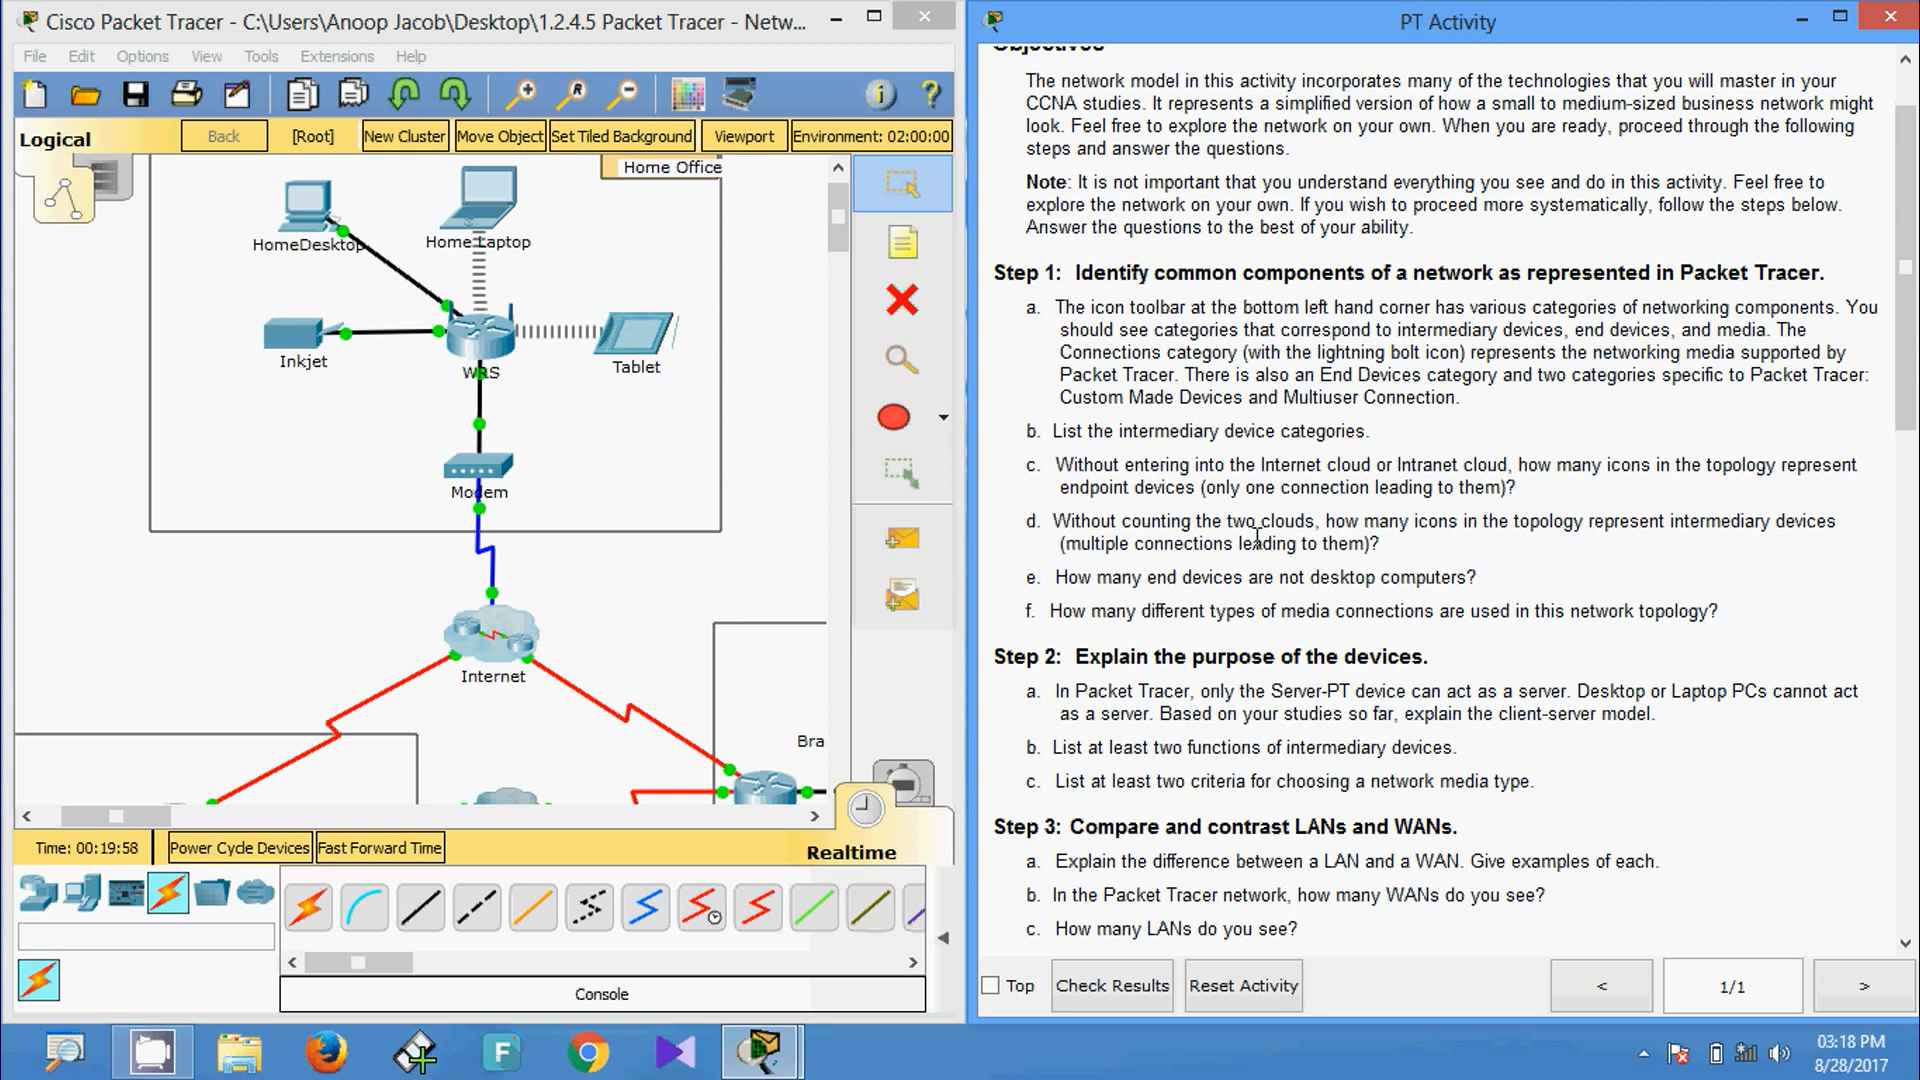 Cisco Packet Tracer - C:\Users\Anoop Jacob\Desktop\1.2.4.5 Packet Tracer - Netw...
File Edit Options View Tools Extensions Help
Logical
Back
[Root]
New Cluster
Move Object
Set Tiled Background
Viewport
Environment: 02:00:00
Home Office
HomeDesktop
Home Laptop
Inkjet
WRS
Tablet
Modem
Internet
Bra
Time: 00:19:58
Power Cycle Devices
Fast Forward Time
Realtime
Console
PT Activity
Objectives
The network model in this activity incorporates many of the technologies that you will master in your
CCNA studies. It represents a simplified version of how a small to medium-sized business network might
look. Feel free to explore the network on your own. When you are ready, proceed through the following
steps and answer the questions.
Note: It is not important that you understand everything you see and do in this activity. Feel free to
explore the network on your own. If you wish to proceed more systematically, follow the steps below.
Answer the questions to the best of your ability.
Step 1: Identify common components of a network as represented in Packet Tracer.
a. The icon toolbar at the bottom left hand corner has various categories of networking components. You
should see categories that correspond to intermediary devices, end devices, and media. The
Connections category (with the lightning bolt icon) represents the networking media supported by
Packet Tracer. There is also an End Devices category and two categories specific to Packet Tracer:
Custom Made Devices and Multiuser Connection.
b. List the intermediary device categories.
c. Without entering into the Internet cloud or Intranet cloud, how many icons in the topology represent
endpoint devices (only one connection leading to them)?
d. Without counting the two clouds, how many icons in the topology represent intermediary devices
(multiple connections leading to them)?
e. How many end devices are not desktop computers?
f. How many different types of media connections are used in this network topology?
Step 2: Explain the purpose of the devices.
a. In Packet Tracer, only the Server-PT device can act as a server. Desktop or Laptop PCs cannot act
as a server. Based on your studies so far, explain the client-server model.
b. List at least two functions of intermediary devices.
c. List at least two criteria for choosing a network media type.
Step 3: Compare and contrast LANs and WANs.
a. Explain the difference between a LAN and a WAN. Give examples of each.
b. In the Packet Tracer network, how many WANs do you see?
c. How many LANs do you see?
Top
Check Results
Reset Activity
<
1/1
>
03:18 PM
8/28/2017